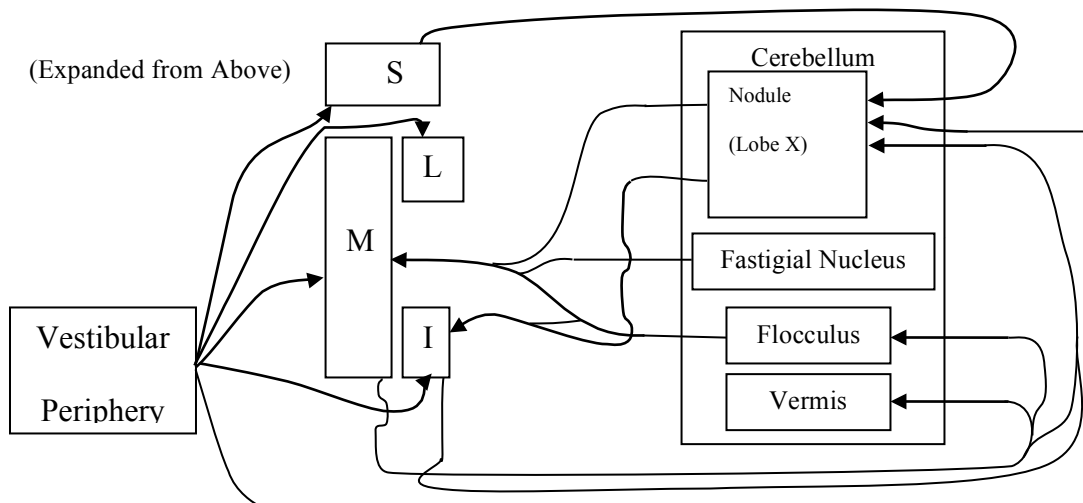 (Expanded from Above)
S
L
M
I
Vestibular
Periphery
Cerebellum
Nodule
(Lobe X)
Fastigial Nucleus
Flocculus
Vermis